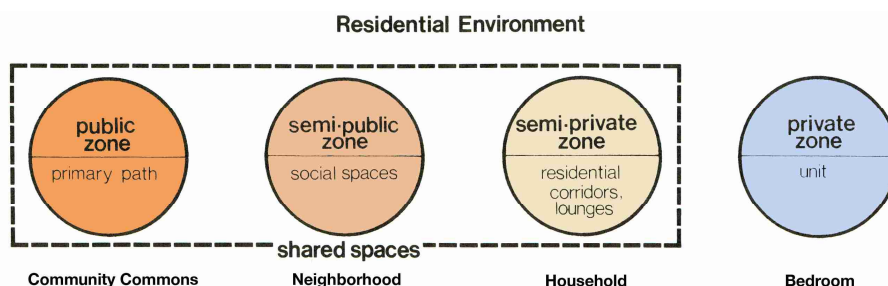 Residential Environment
public
zone
primary path
semi·public
zone
social spaces
semi·private
zone
residential
corridors,
lounges
private
zone
unit
shared spaces
Community Commons
Neighborhood
Household
Bedroom